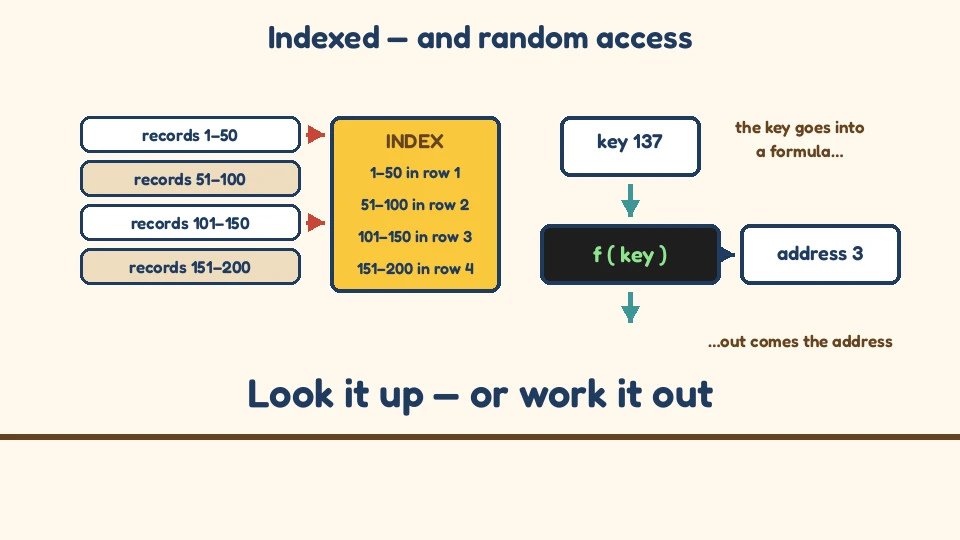 Indexed – and random access
records 1–50
records 51–100
records 101–150
records 151–200
INDEX
1–50 in row 1
51–100 in row 2
101–150 in row 3
151–200 in row 4
key 137
the key goes into
a formula...
f ( key )
address 3
...out comes the address
Look it up – or work it out